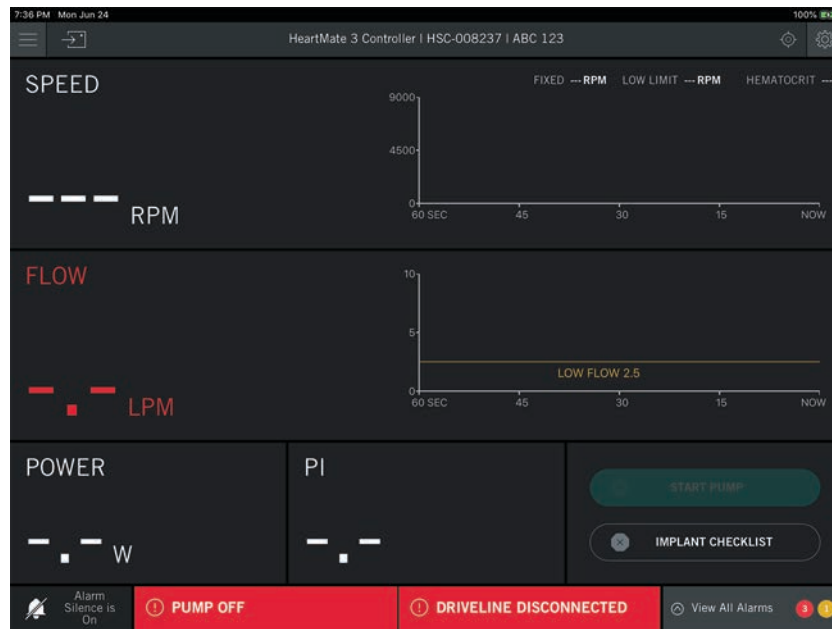 7:36 PM Mon Jun 24 100%
HeartMate 3 Controller | HSC-008237 | ABC 123
SPEED
FIXED --- RPM LOW LIMIT --- RPM HEMATOCRIT --
9000
4500
0
60 SEC 45 30 15 NOW
--- RPM
FLOW
10
5
LOW FLOW 2.5
0
60 SEC 45 30 15 NOW
-.- LPM
POWER
-.- W
PI
-.-
START PUMP
IMPLANT CHECKLIST
Alarm
Silence is
On
PUMP OFF
DRIVELINE DISCONNECTED
View All Alarms 3 1